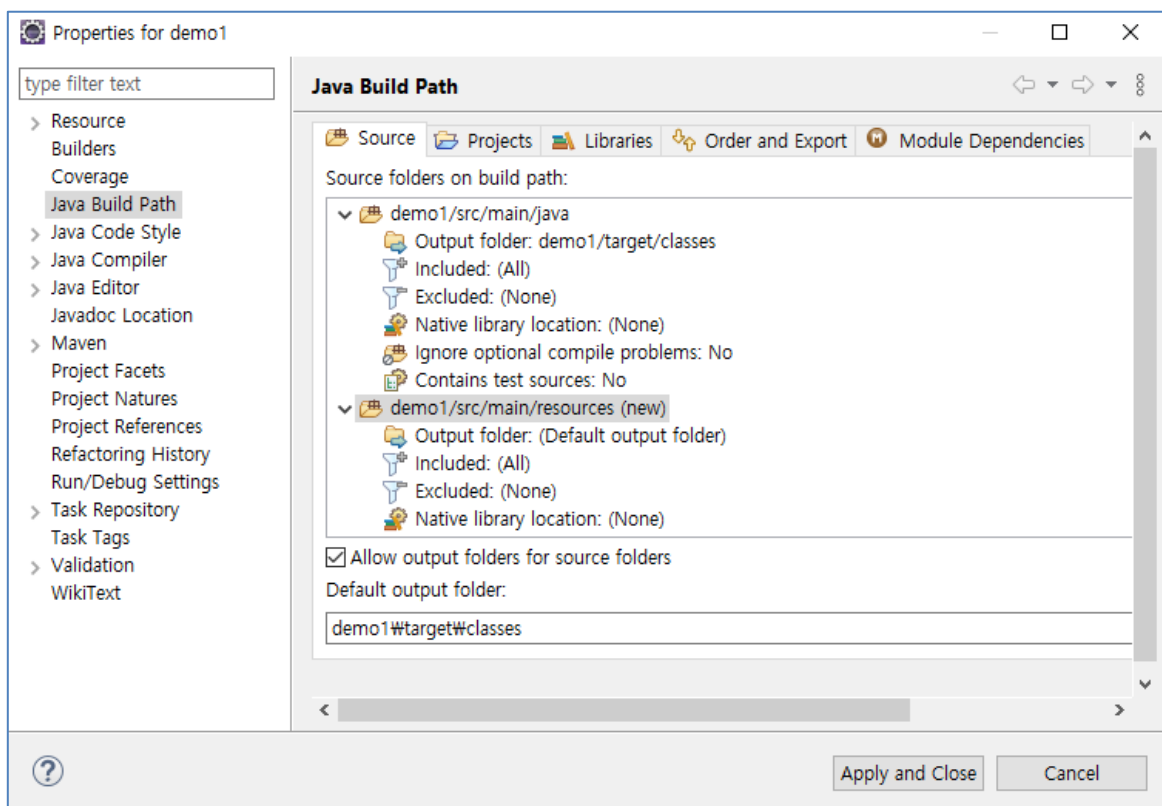 Properties for demo1
type filter text
Resource
Builders
Coverage
Java Build Path
Java Code Style
Java Compiler
Java Editor
Javadoc Location
Maven
Project Facets
Project Natures
Project References
Refactoring History
Run/Debug Settings
Task Repository
Task Tags
Validation
WikiText
Java Build Path
Source Projects Libraries Order and Export Module Dependencies
Source folders on build path:
demo1/src/main/java
Output folder: demo1/target/classes
Included: (All)
Excluded: (None)
Native library location: (None)
Ignore optional compile problems: No
Contains test sources: No
demo1/src/main/resources (new)
Output folder: (Default output folder)
Included: (All)
Excluded: (None)
Native library location: (None)
Allow output folders for source folders
Default output folder:
demo1₩target₩classes
Apply and Close Cancel